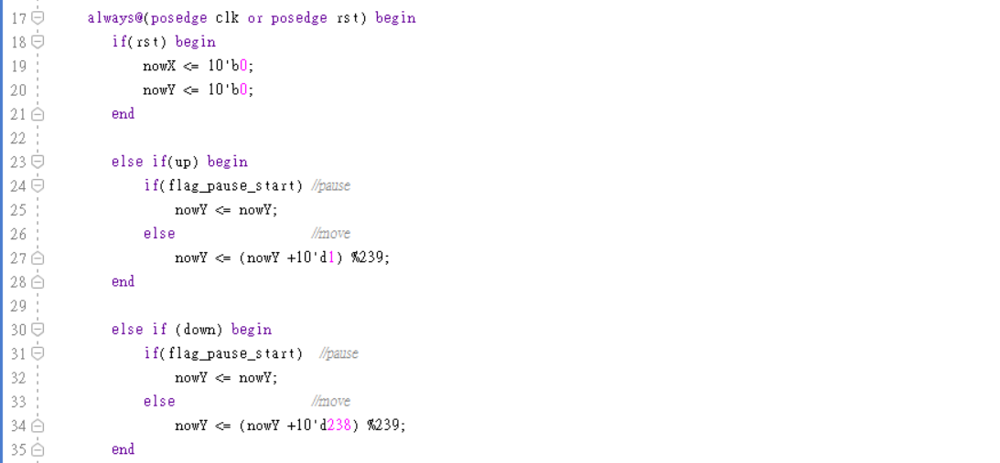 17 always@(posedge clk or posedge rst) begin
18 if(rst) begin
19 nowX <= 10'b0;
20 nowY <= 10'b0;
21 end
22
23 else if(up) begin
24 if(flag_pause_start) //pause
25 nowY <= nowY;
26 else //move
27 nowY <= (nowY +10'd1) %239;
28 end
29
30 else if (down) begin
31 if(flag_pause_start) //pause
32 nowY <= nowY;
33 else //move
34 nowY <= (nowY +10'd238) %239;
35 end